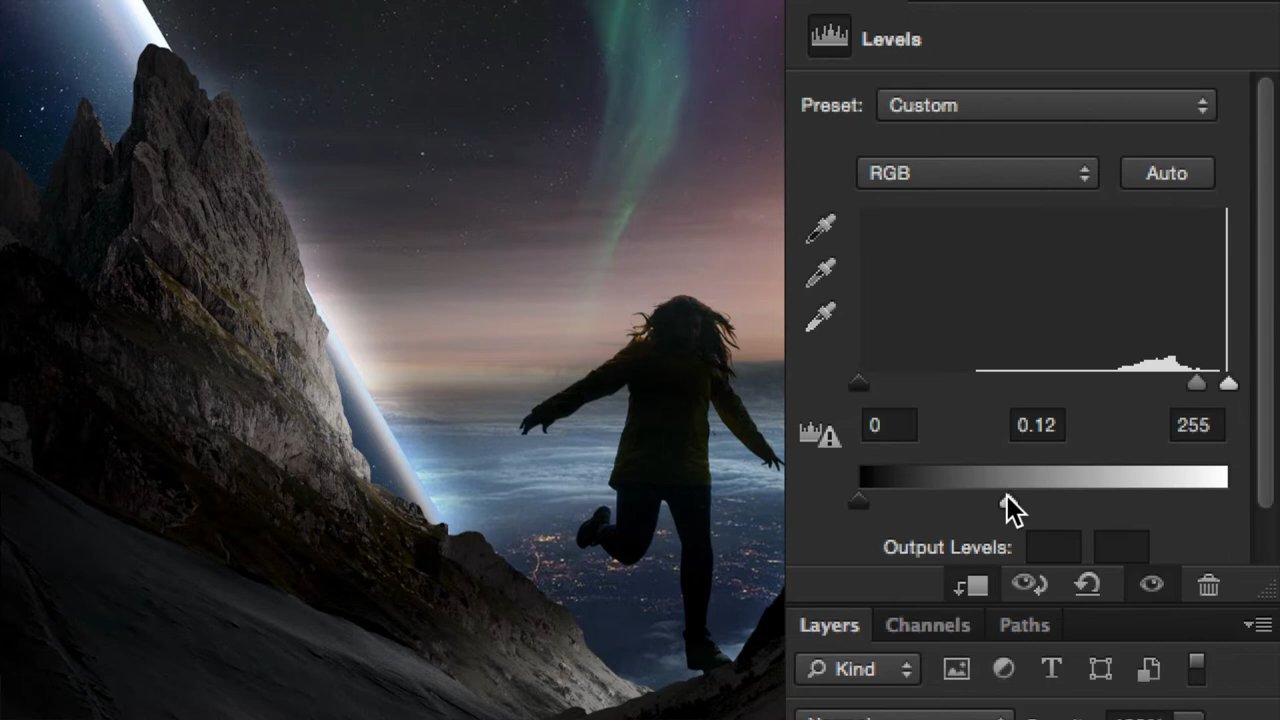 Levels
Preset: Custom
RGB Auto
0 0.12 255
Output Levels:
Layers Channels Paths
Kind